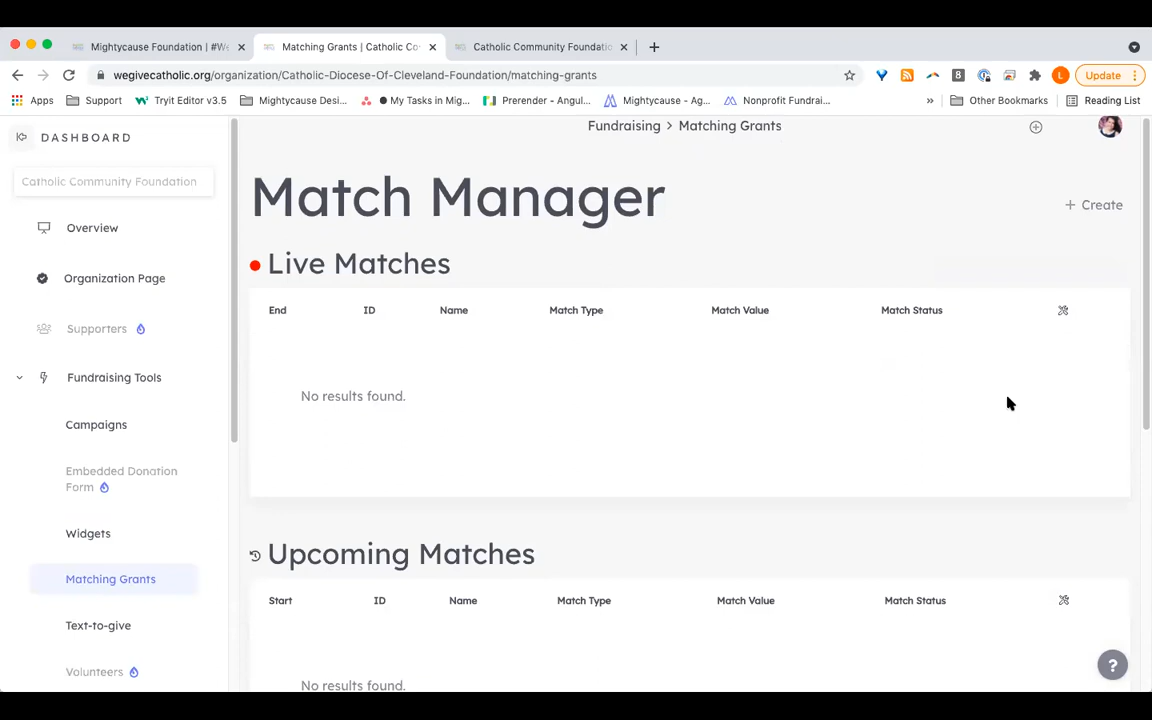 Mightycause Foundation | #We
Matching Grants | Catholic Co
Catholic Community Foundatio
wegivecatholic.org/organization/Catholic-Diocese-Of-Cleveland-Foundation/matching-grants
8
L
Update
Apps
Support
Tryit Editor v3.5
Mightycause Desi...
● My Tasks in Mig...
Prerender - Angul...
Mightycause - Ag...
Nonprofit Fundrai...
»
Other Bookmarks
Reading List
DASHBOARD
Fundraising > Matching Grants
Catholic Community Foundation
Match Manager
+ Create
Overview
Live Matches
Organization Page
End ID Name Match Type Match Value Match Status
Supporters
Fundraising Tools
No results found.
Campaigns
Embedded Donation
Form
Widgets
Upcoming Matches
Matching Grants
Start ID Name Match Type Match Value Match Status
Text-to-give
Volunteers
No results found.
?